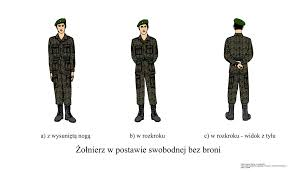 a) z wysuniętą nogą
b) w rozkroku
c) w rozkroku - widok z tyłu
Żołnierz w postawie swobodnej bez broni